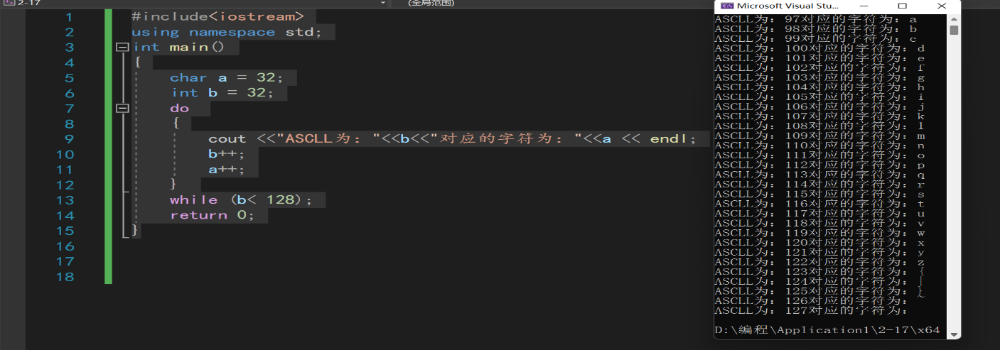 2-17
(全局范围)
1 #include<iostream>
2 using namespace std;
3 int main()
4 {
5 char a = 32;
6 int b = 32;
7 do
8 {
9 cout <<"ASCLL为："<<b<<"对应的字符为："<<a << endl;
10 b++;
11 a++;
12 }
13 while (b< 128);
14 return 0;
15 }
16
17
18
Microsoft Visual Stu...
ASCLL为：97对应的字符为：a
ASCLL为：98对应的字符为：b
ASCLL为：99对应的字符为：c
ASCLL为：100对应的字符为：d
ASCLL为：101对应的字符为：e
ASCLL为：102对应的字符为：f
ASCLL为：103对应的字符为：g
ASCLL为：104对应的字符为：h
ASCLL为：105对应的字符为：i
ASCLL为：106对应的字符为：j
ASCLL为：107对应的字符为：k
ASCLL为：108对应的字符为：l
ASCLL为：109对应的字符为：m
ASCLL为：110对应的字符为：n
ASCLL为：111对应的字符为：o
ASCLL为：112对应的字符为：p
ASCLL为：113对应的字符为：q
ASCLL为：114对应的字符为：r
ASCLL为：115对应的字符为：s
ASCLL为：116对应的字符为：t
ASCLL为：117对应的字符为：u
ASCLL为：118对应的字符为：v
ASCLL为：119对应的字符为：w
ASCLL为：120对应的字符为：x
ASCLL为：121对应的字符为：y
ASCLL为：122对应的字符为：z
ASCLL为：123对应的字符为：{
ASCLL为：124对应的字符为：|
ASCLL为：125对应的字符为：}
ASCLL为：126对应的字符为：~
ASCLL为：127对应的字符为：
D:\编程\Application1\2-17\x64